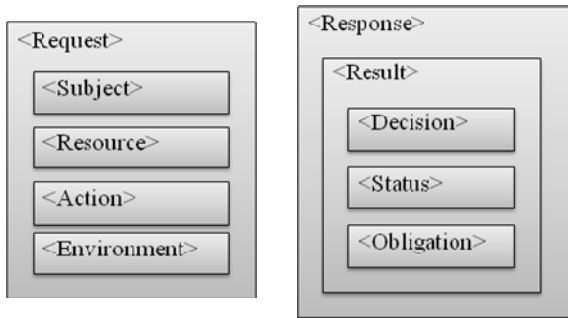 <Request>
<Subject>
<Resource>
<Action>
<Environment>
<Response>
<Result>
<Decision>
<Status>
<Obligation>